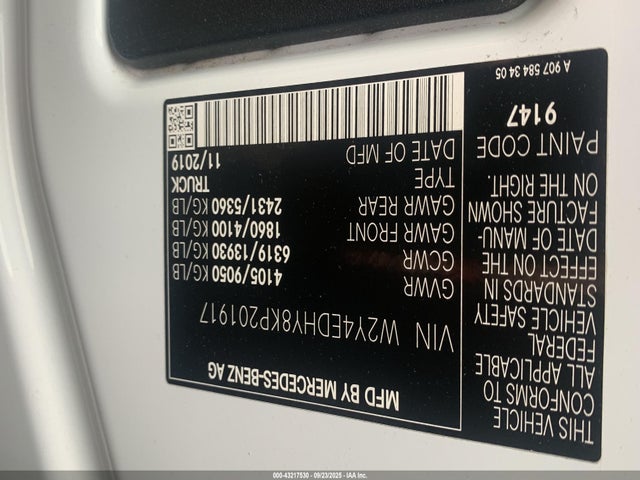 MFD BY MERCEDES-BENZ AG
VIN W2Y4EDHY8KP201917
GVWR 4105/9050 KG/LB
GCWR 6319/13930 KG/LB
GAWR FRONT 1860/4100 KG/LB
GAWR REAR 2431/5360 KG/LB
TYPE TRUCK
DATE OF MFD 11/2019
THIS VEHICLE
CONFORMS TO
ALL APPLICABLE
FEDERAL
VEHICLE SAFETY
STANDARDS IN
EFFECT ON THE
DATE OF MANU-
FACTURE SHOWN
ON THE RIGHT.
PAINT CODE
9147
A 907 584 34 05
000-43217530 - 09/23/2025 - IAA Inc.